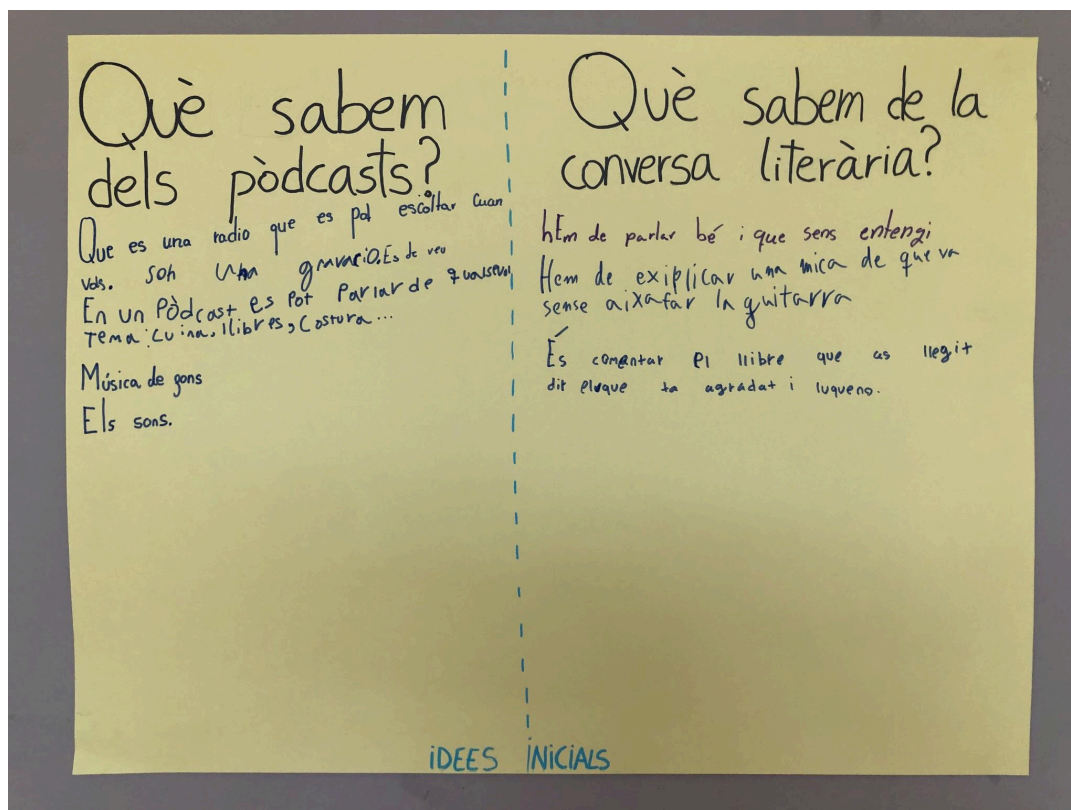 Què sabem
dels pòdcasts?
Que es una radio que es pot escoltar cuan
vols. son una gravació. Es de veu
En un Pòdcast es Pot Parlar de qualsevol
Tema: Cuina, llibres, Costura...
Música de gons
Els sons.
Què sabem de la
conversa literària?
hEm de parlar bé i que sens entengi
Hem de exiplicar una mica de que va
sense aixafar la guitarra
És comentar El llibre que as llegit
dir eluque ta agradat i luqueno.
iDEES iNiCiALS